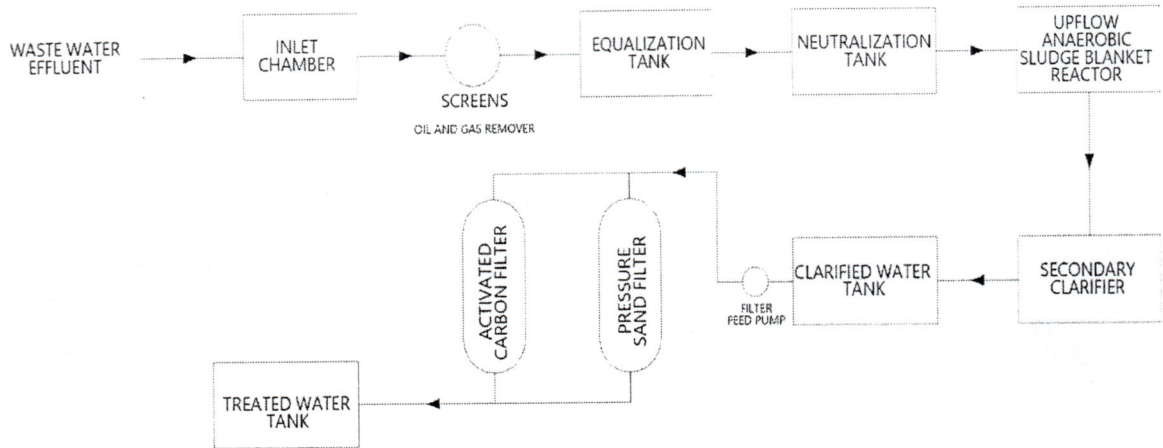 WASTE WATER
EFFLUENT
INLET
CHAMBER
SCREENS
OIL AND GAS REMOVER
EQUALIZATION
TANK
NEUTRALIZATION
TANK
UPFLOW
ANAEROBIC
SLUDGE BLANKET
REACTOR
SECONDARY
CLARIFIER
CLARIFIED WATER
TANK
FILTER
FEED PUMP
PRESSURE
SAND FILTER
ACTIVATED
CARBON FILTER
TREATED WATER
TANK